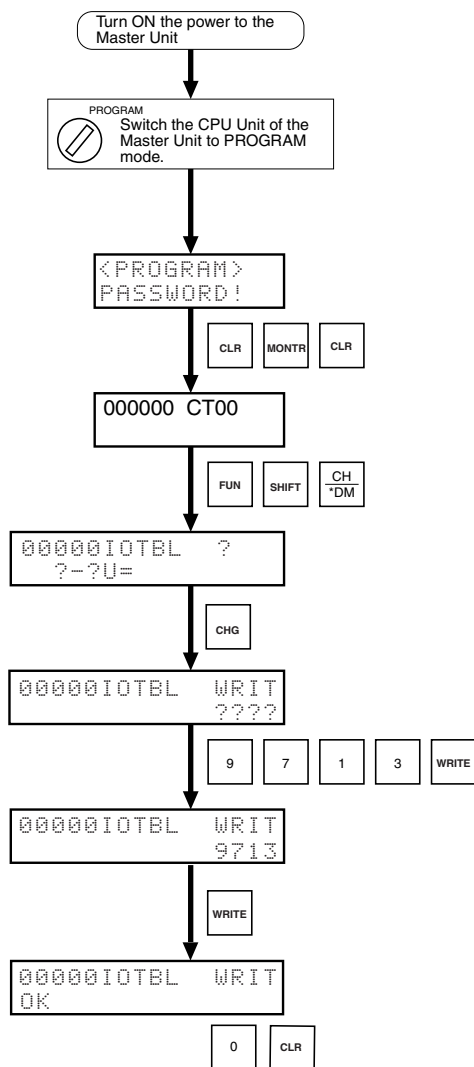 Turn ON the power to the
Master Unit
PROGRAM
Switch the CPU Unit of the
Master Unit to PROGRAM
mode.
<PROGRAM>
PASSWORD!
CLR MONTR CLR
000000 CT00
FUN SHIFT CH
*DM
00000IOTBL ?
?-?U=
CHG
00000IOTBL WRIT
????
9 7 1 3 WRITE
00000IOTBL WRIT
9713
WRITE
00000IOTBL WRIT
OK
0 CLR